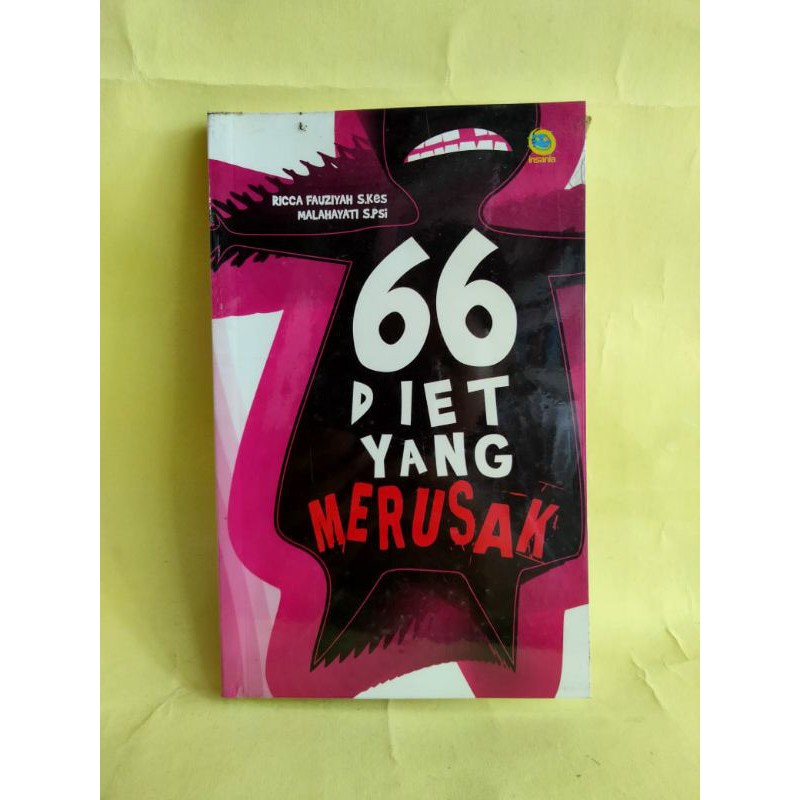 insania
RICCA FAUZIYAH S.Kes
MALAHAYATI S.PSi
66
DIET
YANG
MERUSAK